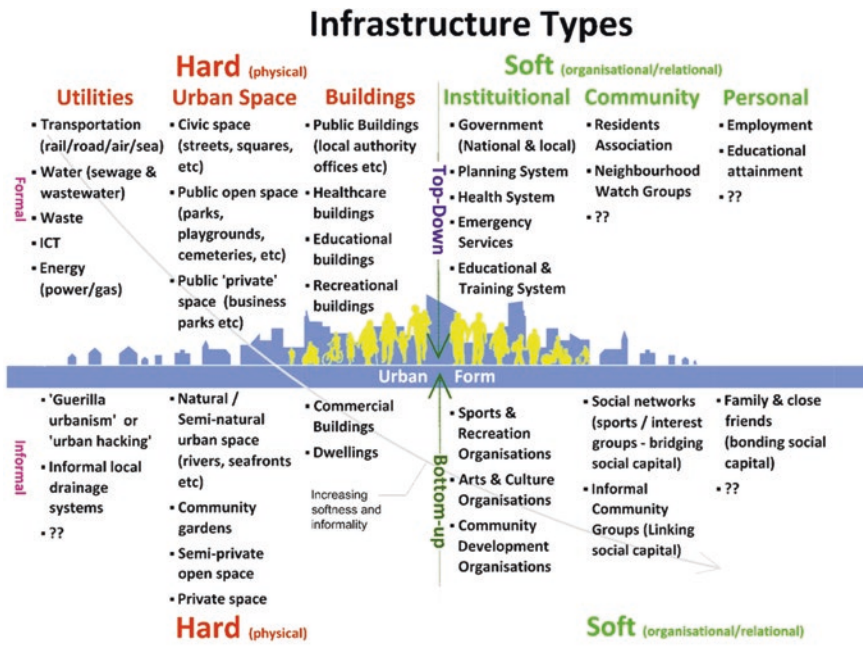 Infrastructure Types
Hard (physical)
Soft (organisational/relational)
Utilities
Urban Space
Buildings
Instituitional
Community
Personal
Formal
▪ Transportation
(rail/road/air/sea)
▪ Water (sewage &
wastewater)
▪ Waste
▪ ICT
▪ Energy
(power/gas)
▪ Civic space
(streets, squares,
etc)
▪ Public open space
(parks,
playgrounds,
cemeteries, etc)
▪ Public 'private'
space (business
parks etc)
▪ Public Buildings
(local authority
offices etc)
▪ Healthcare
buildings
▪ Educational
buildings
▪ Recreational
buildings
Top-Down
▪ Government
(National & local)
▪ Planning System
▪ Health System
▪ Emergency
Services
▪ Educational &
Training System
▪ Residents
Association
▪ Neighbourhood
Watch Groups
▪ ??
▪ Employment
▪ Educational
attainment
▪ ??
Urban Form
Informal
▪ 'Guerilla
urbanism' or
'urban hacking'
▪ Informal local
drainage
systems
▪ ??
▪ Natural /
Semi-natural
urban space
(rivers, seafronts
etc)
▪ Community
gardens
▪ Semi-private
open space
▪ Private space
▪ Commercial
Buildings
▪ Dwellings
Increasing
softness and
informality
Bottom-up
▪ Sports &
Recreation
Organisations
▪ Arts & Culture
Organisations
▪ Community
Development
Organisations
▪ Social networks
(sports / interest
groups - bridging
social capital)
▪ Informal
Community
Groups (Linking
social capital)
▪ Family & close
friends
(bonding social
capital)
▪ ??
Hard (physical)
Soft (organisational/relational)